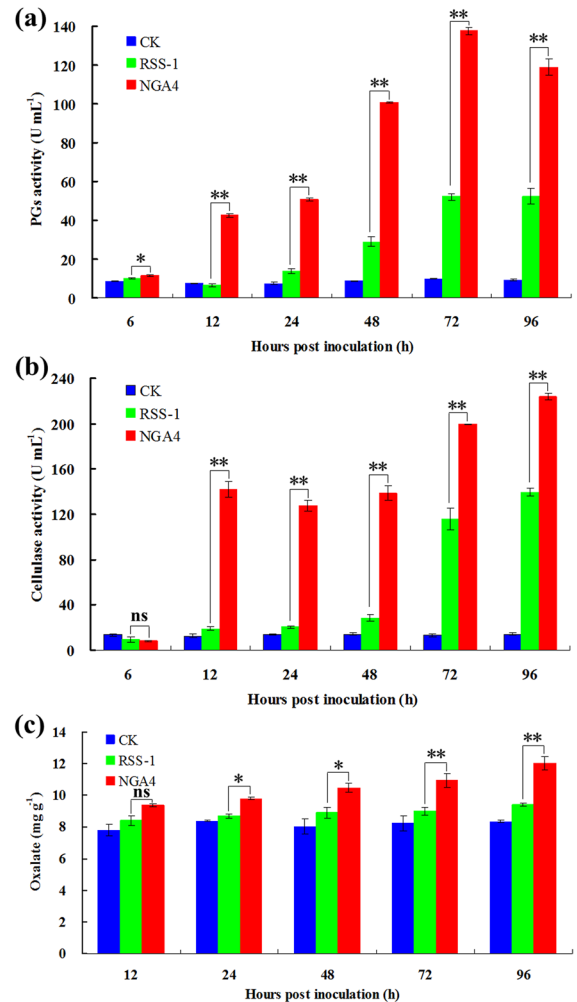 (a)
140
120
100
80
60
40
20
0
PGs activity (U mL-1)
CK
RSS-1
NGA4
*
**
**
**
**
**
6 12 24 48 72 96
Hours post inoculation (h)
(b)
240
200
160
120
80
40
0
Cellulase activity (U mL-1)
CK
RSS-1
NGA4
ns
**
**
**
**
**
6 12 24 48 72 96
Hours post inoculation (h)
(c)
14
12
10
8
6
4
2
0
Oxalate (mg g-1)
CK
RSS-1
NGA4
ns
*
*
**
**
12 24 48 72 96
Hours post inoculation (h)